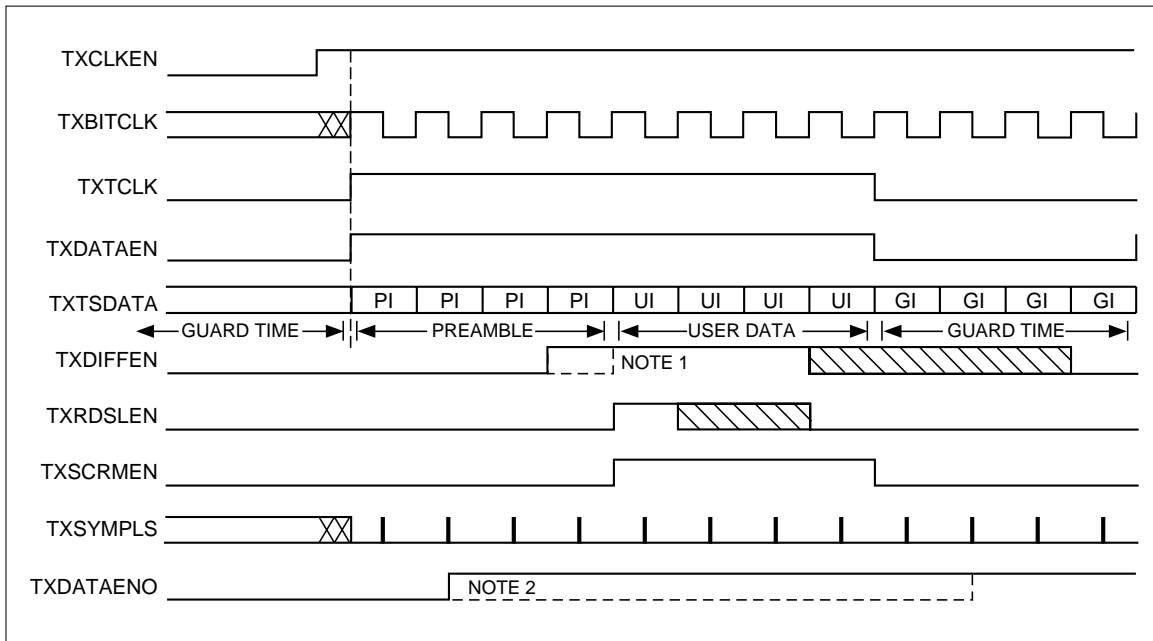 TXCLKEN
TXBITCLK
TXTCLK
TXDATAEN
TXTSDATA PI PI PI PI UI UI UI UI GI GI GI GI
GUARD TIME PREAMBLE USER DATA GUARD TIME
TXDIFFEN NOTE 1
TXRDSLEN
TXSCRMEN
TXSYMPLS
TXDATAENO NOTE 2